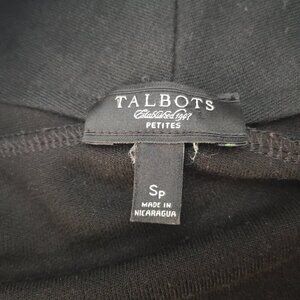 TALBOTS
Established 1947
PETITES
Sp
MADE IN
NICARAGUA